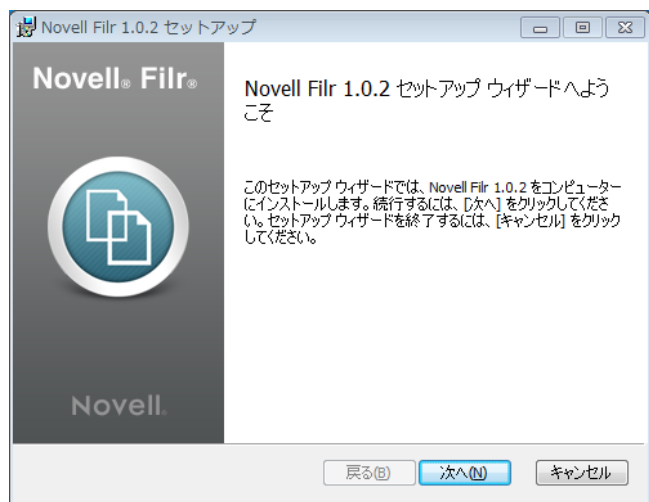 Novell Filr 1.0.2 セットアップ
Novell® Filr®
Novell Filr 1.0.2 セットアップ ウィザードへよう
こそ
このセットアップ ウィザードでは、Novell Filr 1.0.2 をコンピューター
にインストールします。続行するには、[次へ] をクリックしてくださ
い。セットアップ ウィザードを終了するには、[キャンセル] をクリック
してください。
Novell®
戻る(B)
次へ(N)
キャンセル